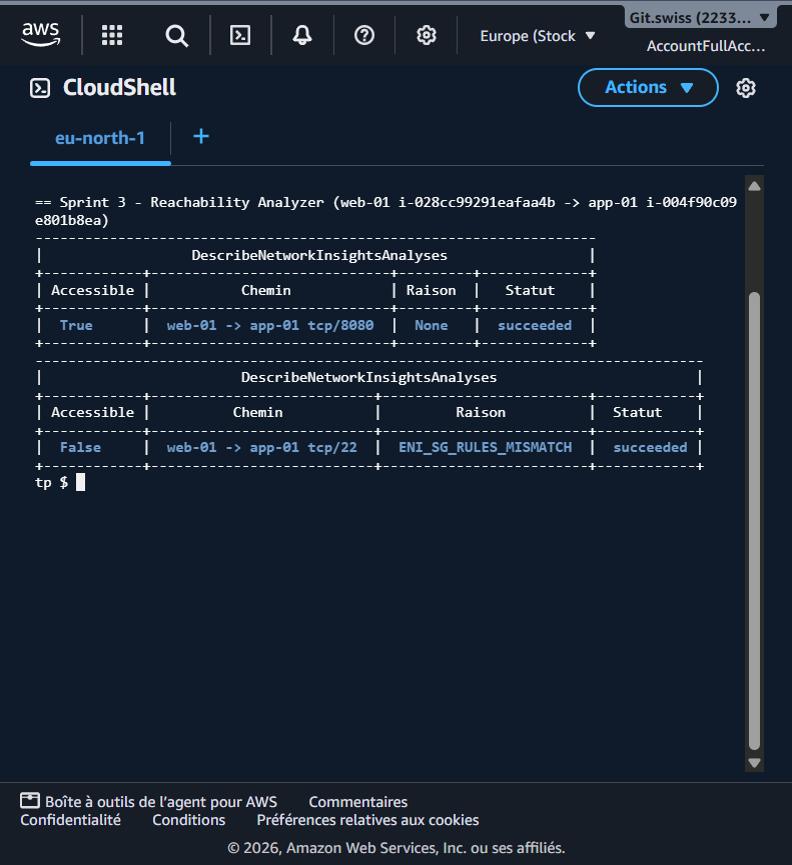 aws
Europe (Stock
Git.swiss (2233...
AccountFullAcc...
CloudShell
Actions
eu-north-1
+
== Sprint 3 - Reachability Analyzer (web-01 i-028cc99291eafaa4b -> app-01 i-004f90c09
e801b8ea)
--------------------------------------------------------------------
| DescribeNetworkInsightsAnalyses |
+------------+-----------------------------+---------+-------------+
| Accessible | Chemin | Raison | Statut |
+------------+-----------------------------+---------+-------------+
| True | web-01 -> app-01 tcp/8080 | None | succeeded |
+------------+-----------------------------+---------+-------------+
--------------------------------------------------------------------------------
| DescribeNetworkInsightsAnalyses |
+------------+---------------------------+------------------------+------------+
| Accessible | Chemin | Raison | Statut |
+------------+---------------------------+------------------------+------------+
| False | web-01 -> app-01 tcp/22 | ENI_SG_RULES_MISMATCH | succeeded |
+------------+---------------------------+------------------------+------------+
tp $
Boîte à outils de l’agent pour AWS Commentaires
Confidentialité Conditions Préférences relatives aux cookies
© 2026, Amazon Web Services, Inc. ou ses affiliés.